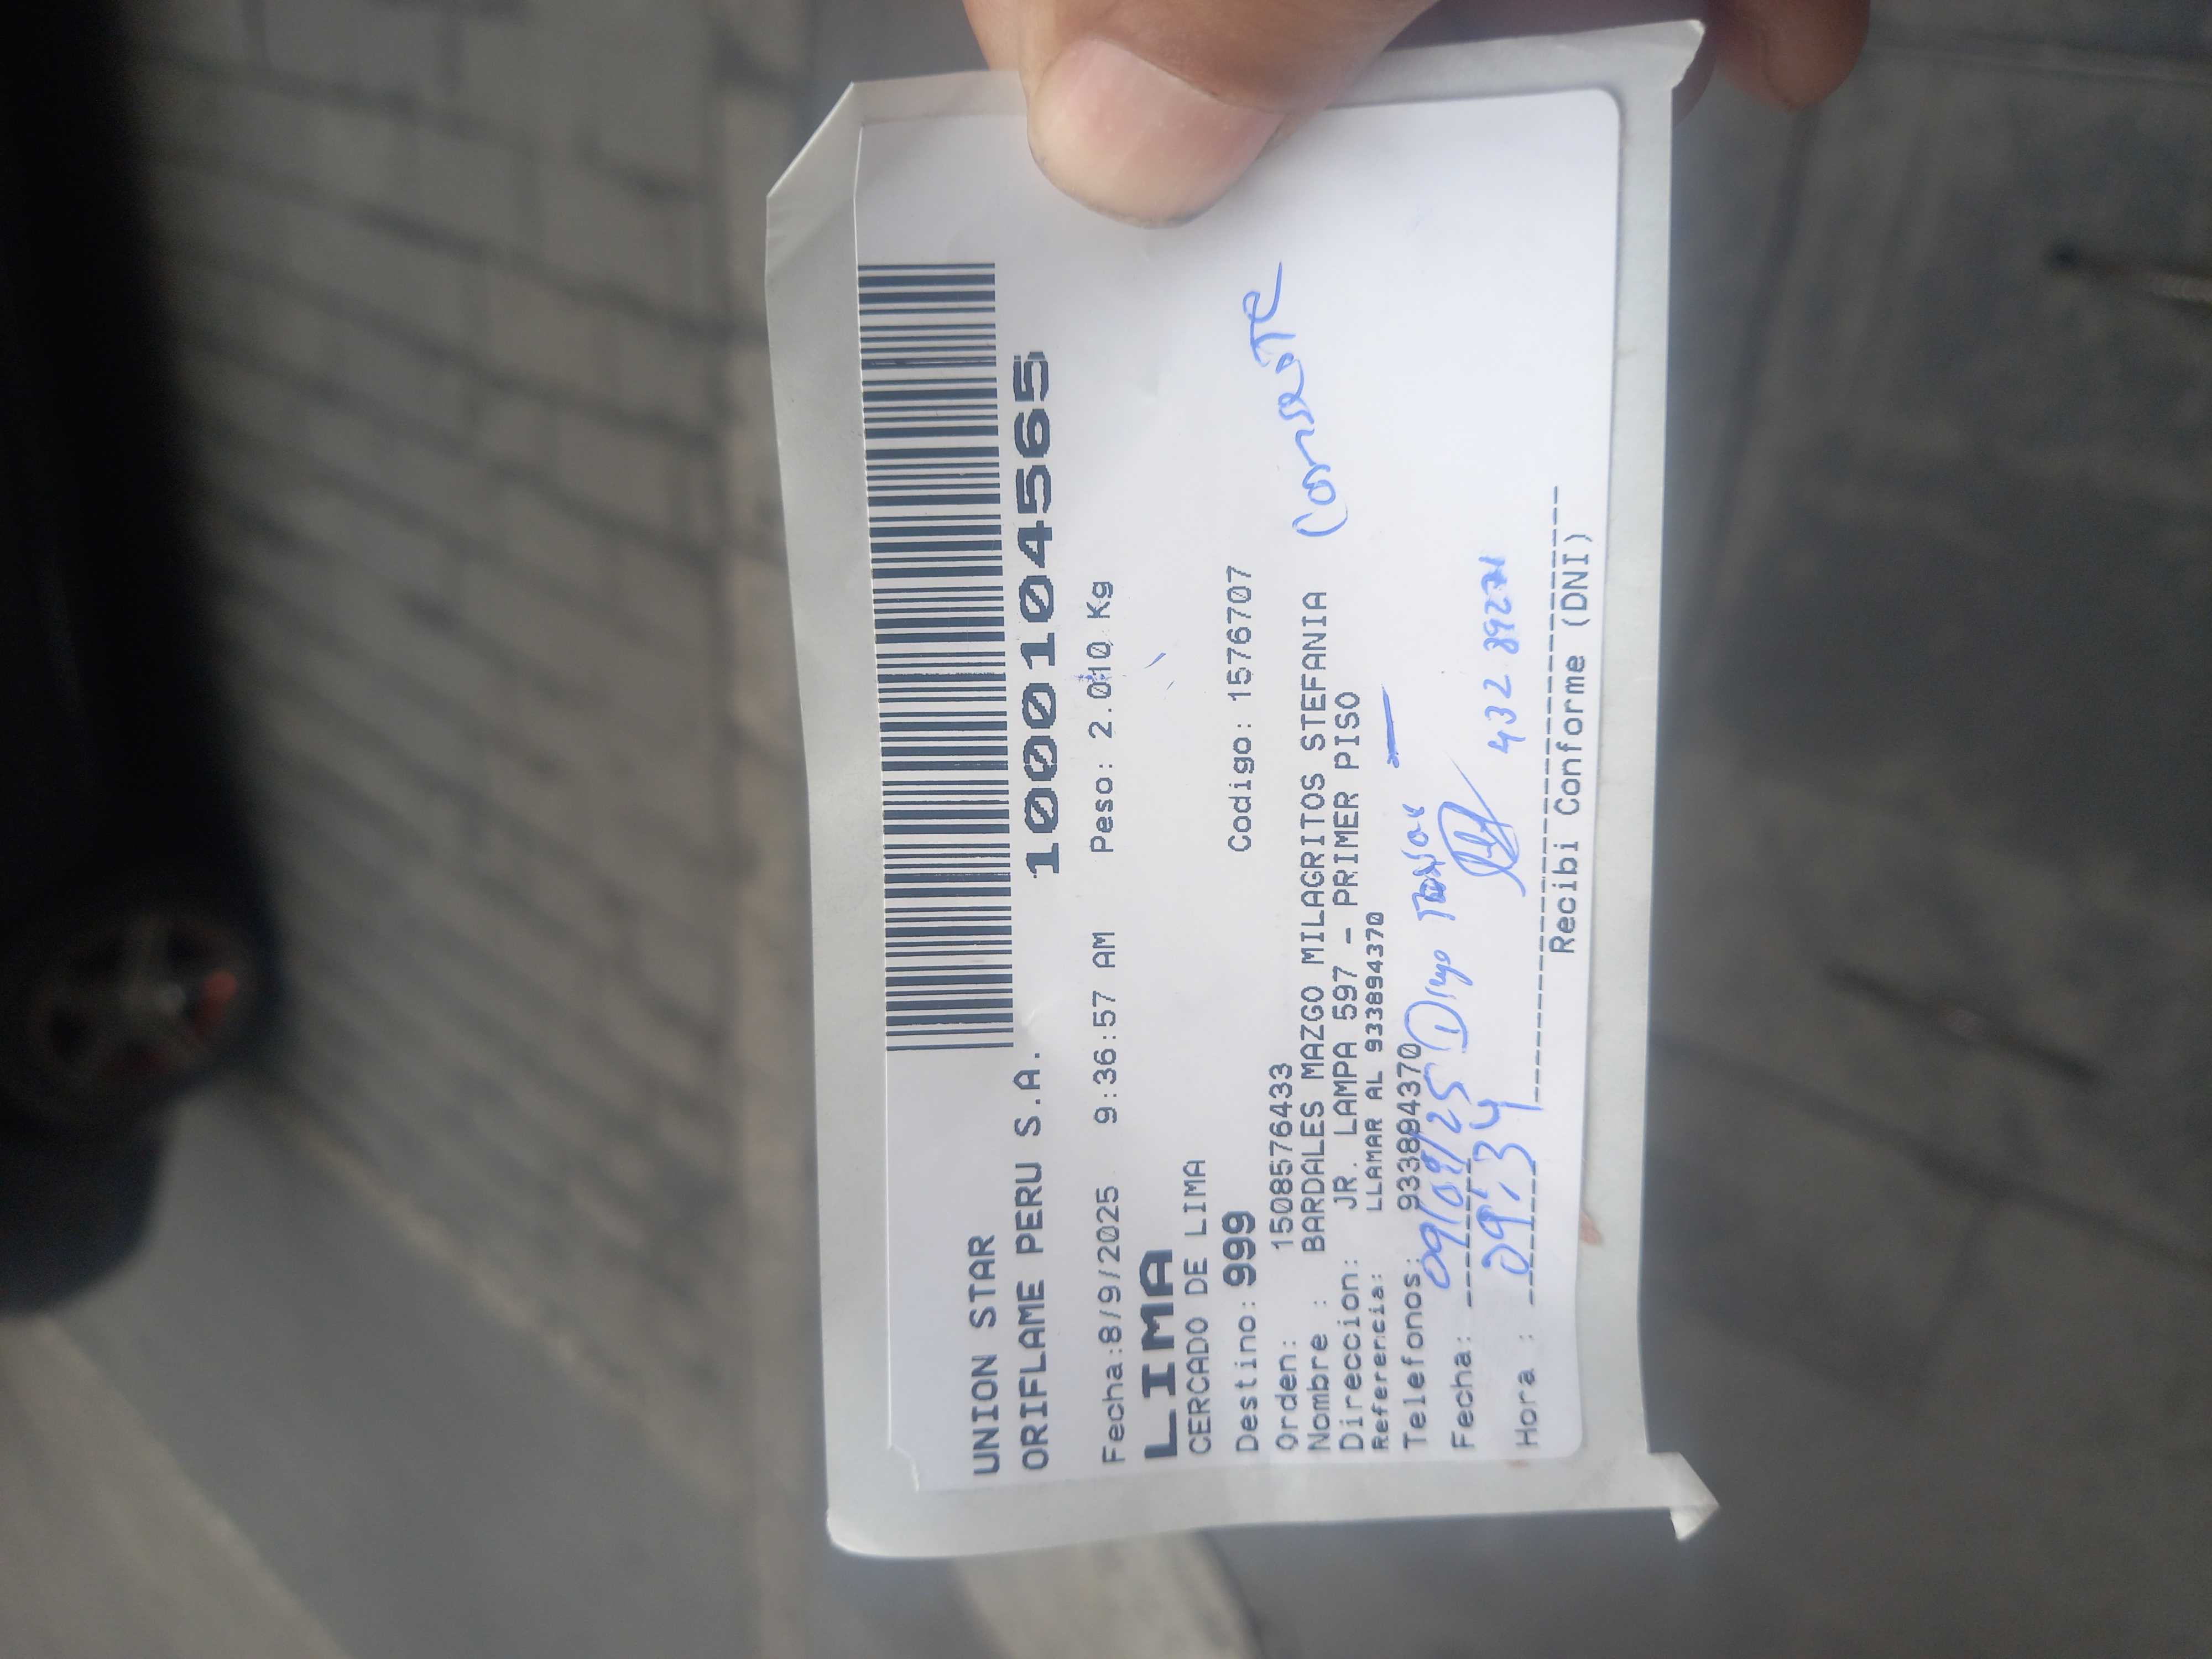 UNION STAR
ORIFLAME PERU S.A.
1000104565
Fecha:8/9/2025 9:36:57 AM Peso: 2.010 Kg
LIMA
CERCADO DE LIMA
Destino: 999 Codigo: 1576707
Orden: 1508576433
Nombre : BARDALES MAZGO MILAGRITOS STEFANIA
Direccion: JR. LAMPA 597 - PRIMER PISO
Referencia: LLAMAR AL 933894370
Telefonos: 933894370
Fecha: 09/09/25 Diego
Hora : 09:34
Recibi Conforme (DNI)